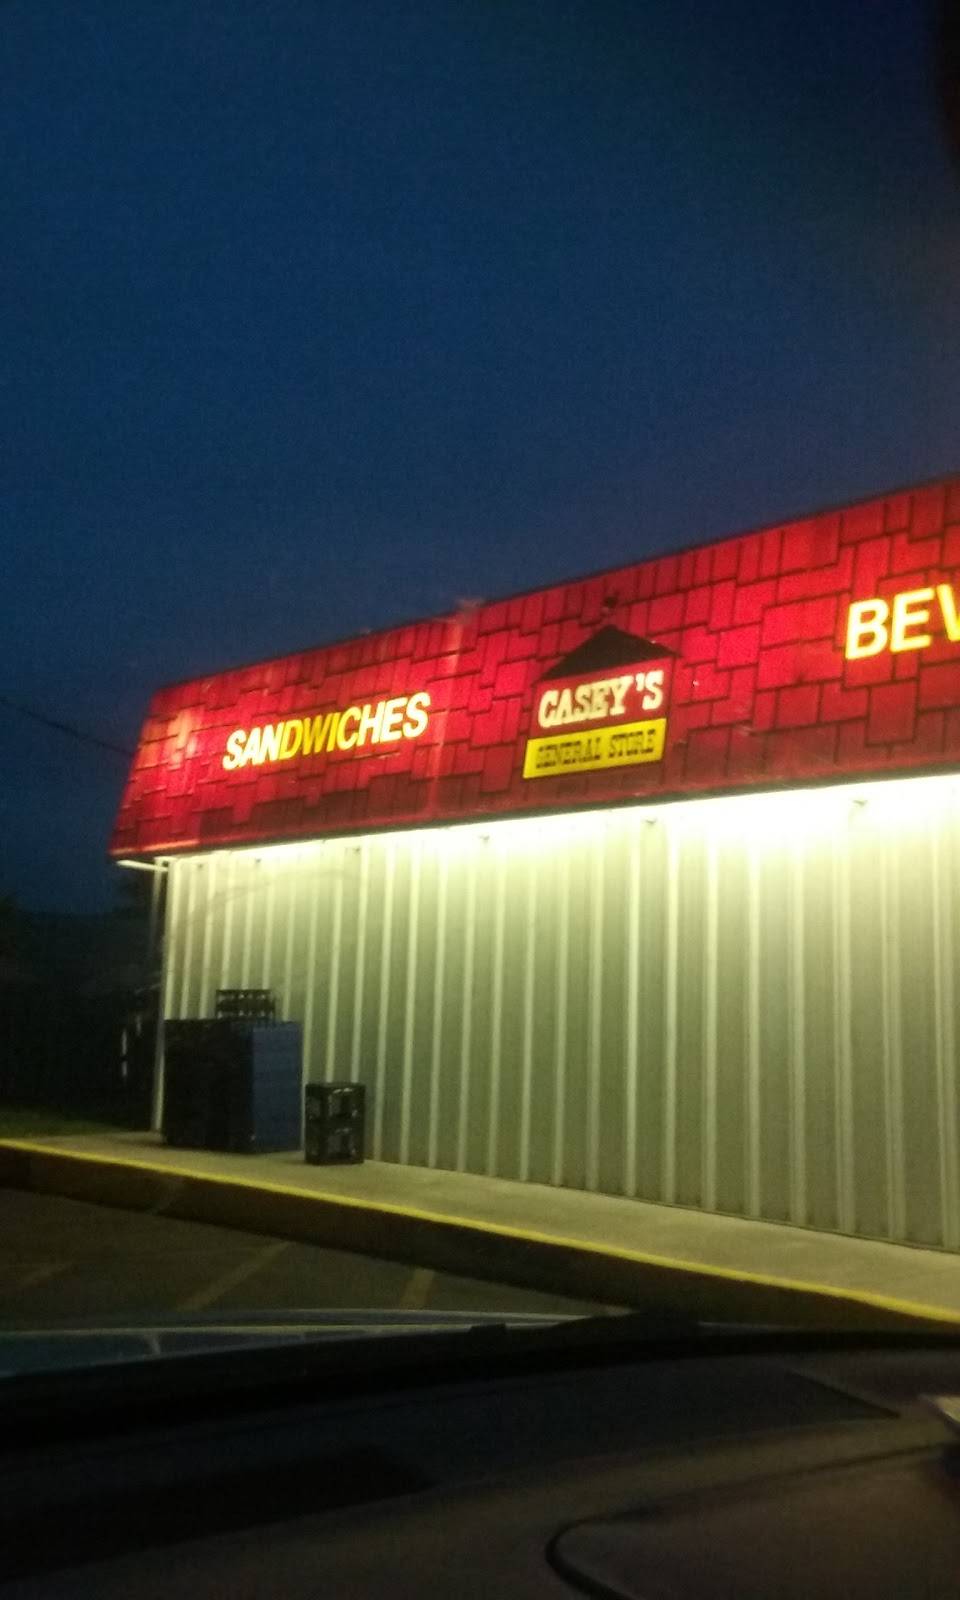 SANDWICHES
CASEY'S
GENERAL STORE
BEV